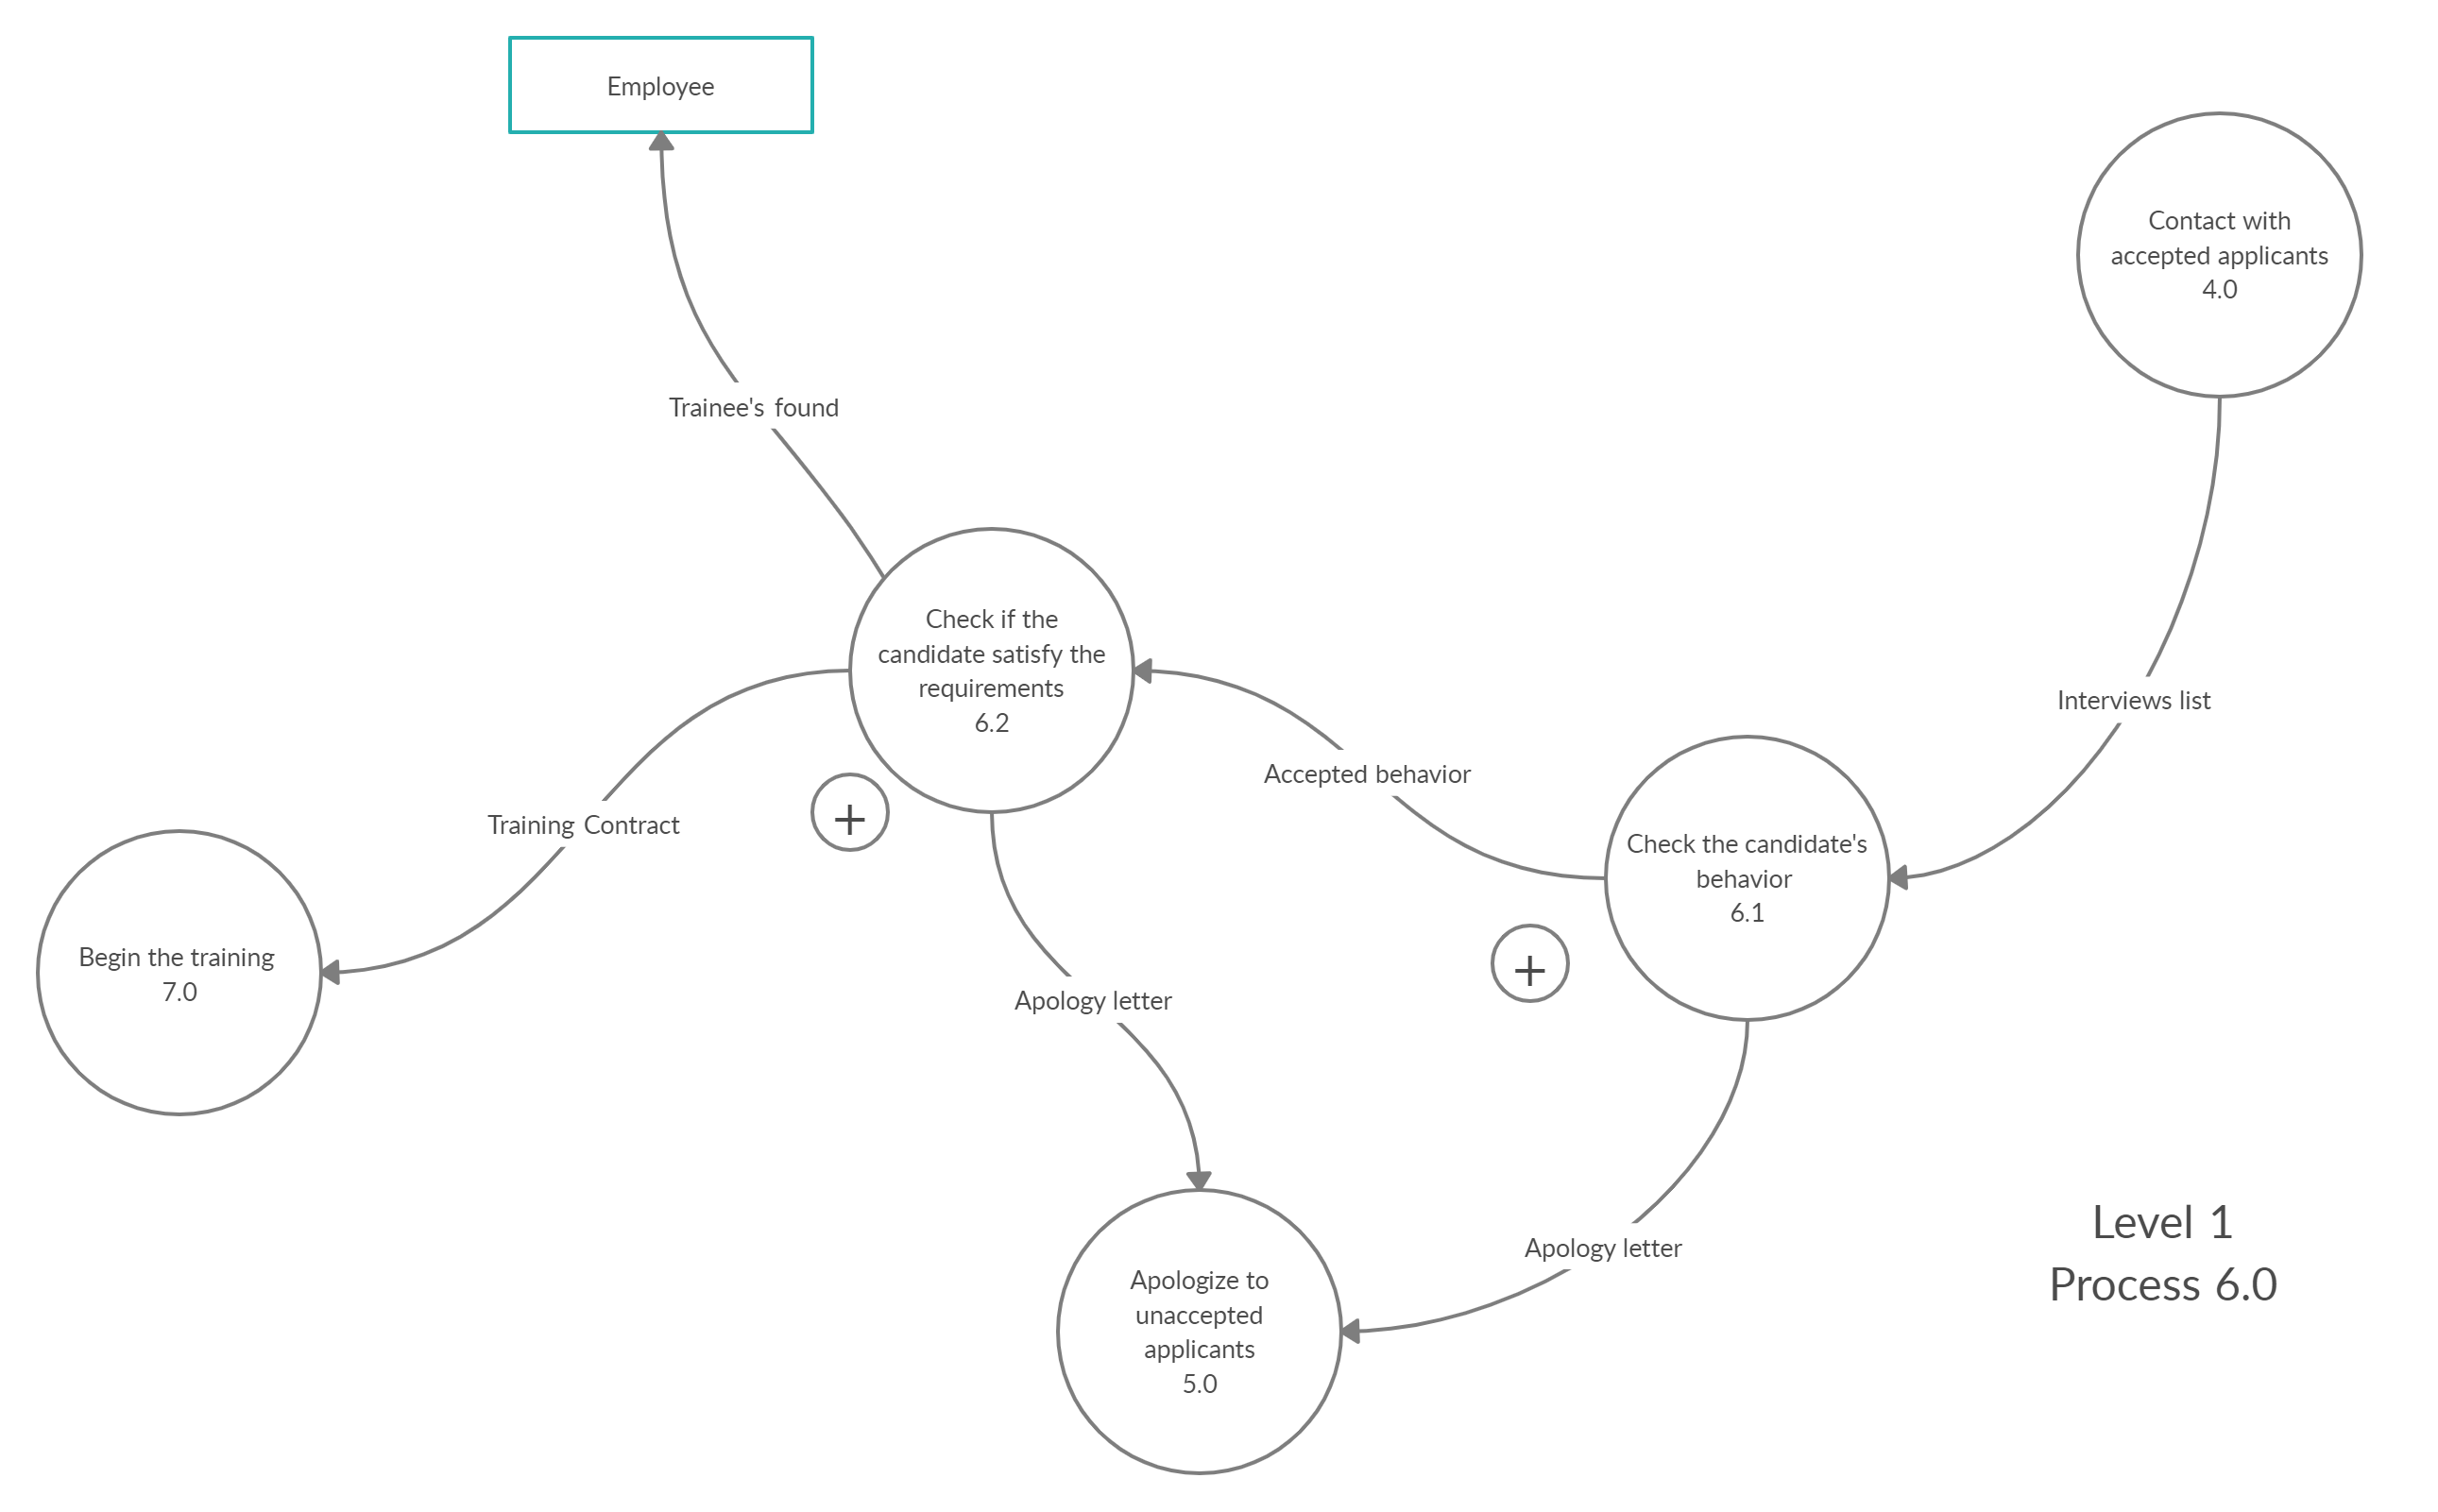 Employee
Contact with
accepted applicants
4.0
Trainee's found
Check if the
candidate satisfy the
requirements
6.2
Interviews list
Accepted behavior
+
Training Contract
Check the candidate's
behavior
6.1
+
Begin the training
7.0
Apology letter
Apology letter
Apologize to
unaccepted
applicants
5.0
Level 1
Process 6.0